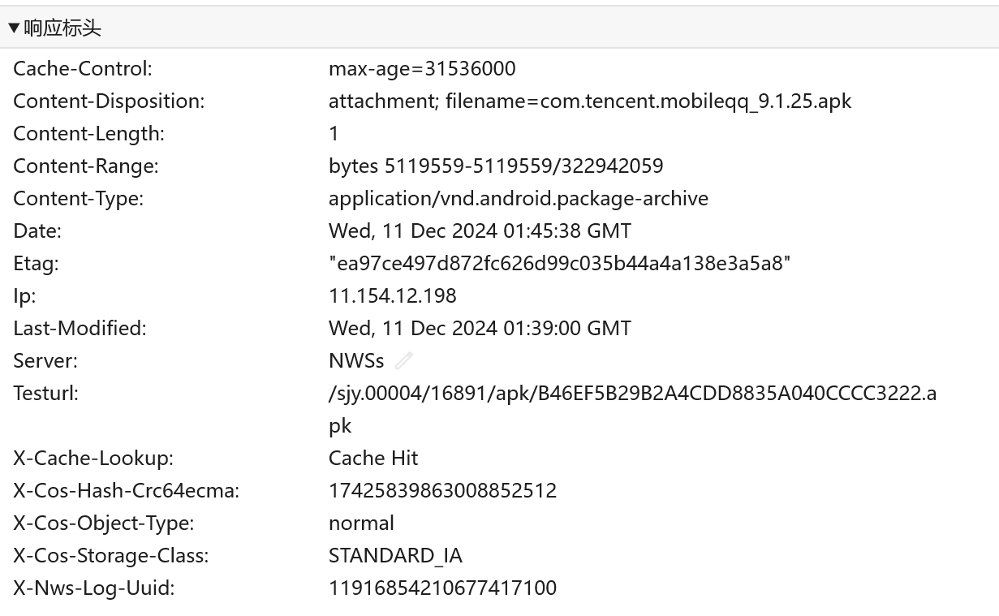 响应标头
Cache-Control: max-age=31536000
Content-Disposition: attachment; filename=com.tencent.mobileqq_9.1.25.apk
Content-Length: 1
Content-Range: bytes 5119559-5119559/322942059
Content-Type: application/vnd.android.package-archive
Date: Wed, 11 Dec 2024 01:45:38 GMT
Etag: "ea97ce497d872fc626d99c035b44a4a138e3a5a8"
Ip: 11.154.12.198
Last-Modified: Wed, 11 Dec 2024 01:39:00 GMT
Server: NWSs
Testurl: /sjy.00004/16891/apk/B46EF5B29B2A4CDD8835A040CCCC3222.a
pk
X-Cache-Lookup: Cache Hit
X-Cos-Hash-Crc64ecma: 17425839863008852512
X-Cos-Object-Type: normal
X-Cos-Storage-Class: STANDARD_IA
X-Nws-Log-Uuid: 11916854210677417100